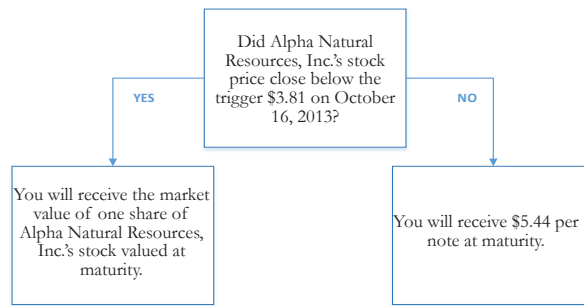 Did Alpha Natural
Resources, Inc.'s stock
price close below the
trigger $3.81 on October
16, 2013?
YES
NO
You will receive the market
value of one share of
Alpha Natural Resources,
Inc.'s stock valued at
maturity.
You will receive $5.44 per
note at maturity.